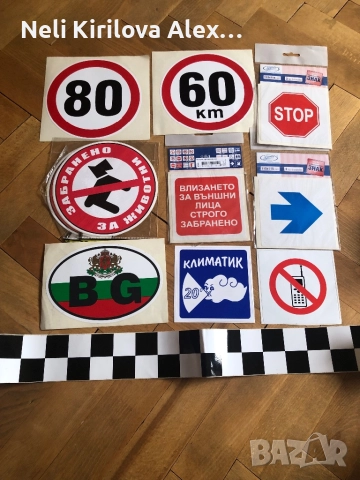 Neli Kirilova Alex...
80
60
km
STOP
ЗАБРАНЕНО
ЗА
ЖИВОТНИ
ВЛИЗАНЕТО
ЗА ВЪНШНИ
ЛИЦА
СТРОГО
ЗАБРАНЕНО
BG
КЛИМАТИК
20°
BAZAR